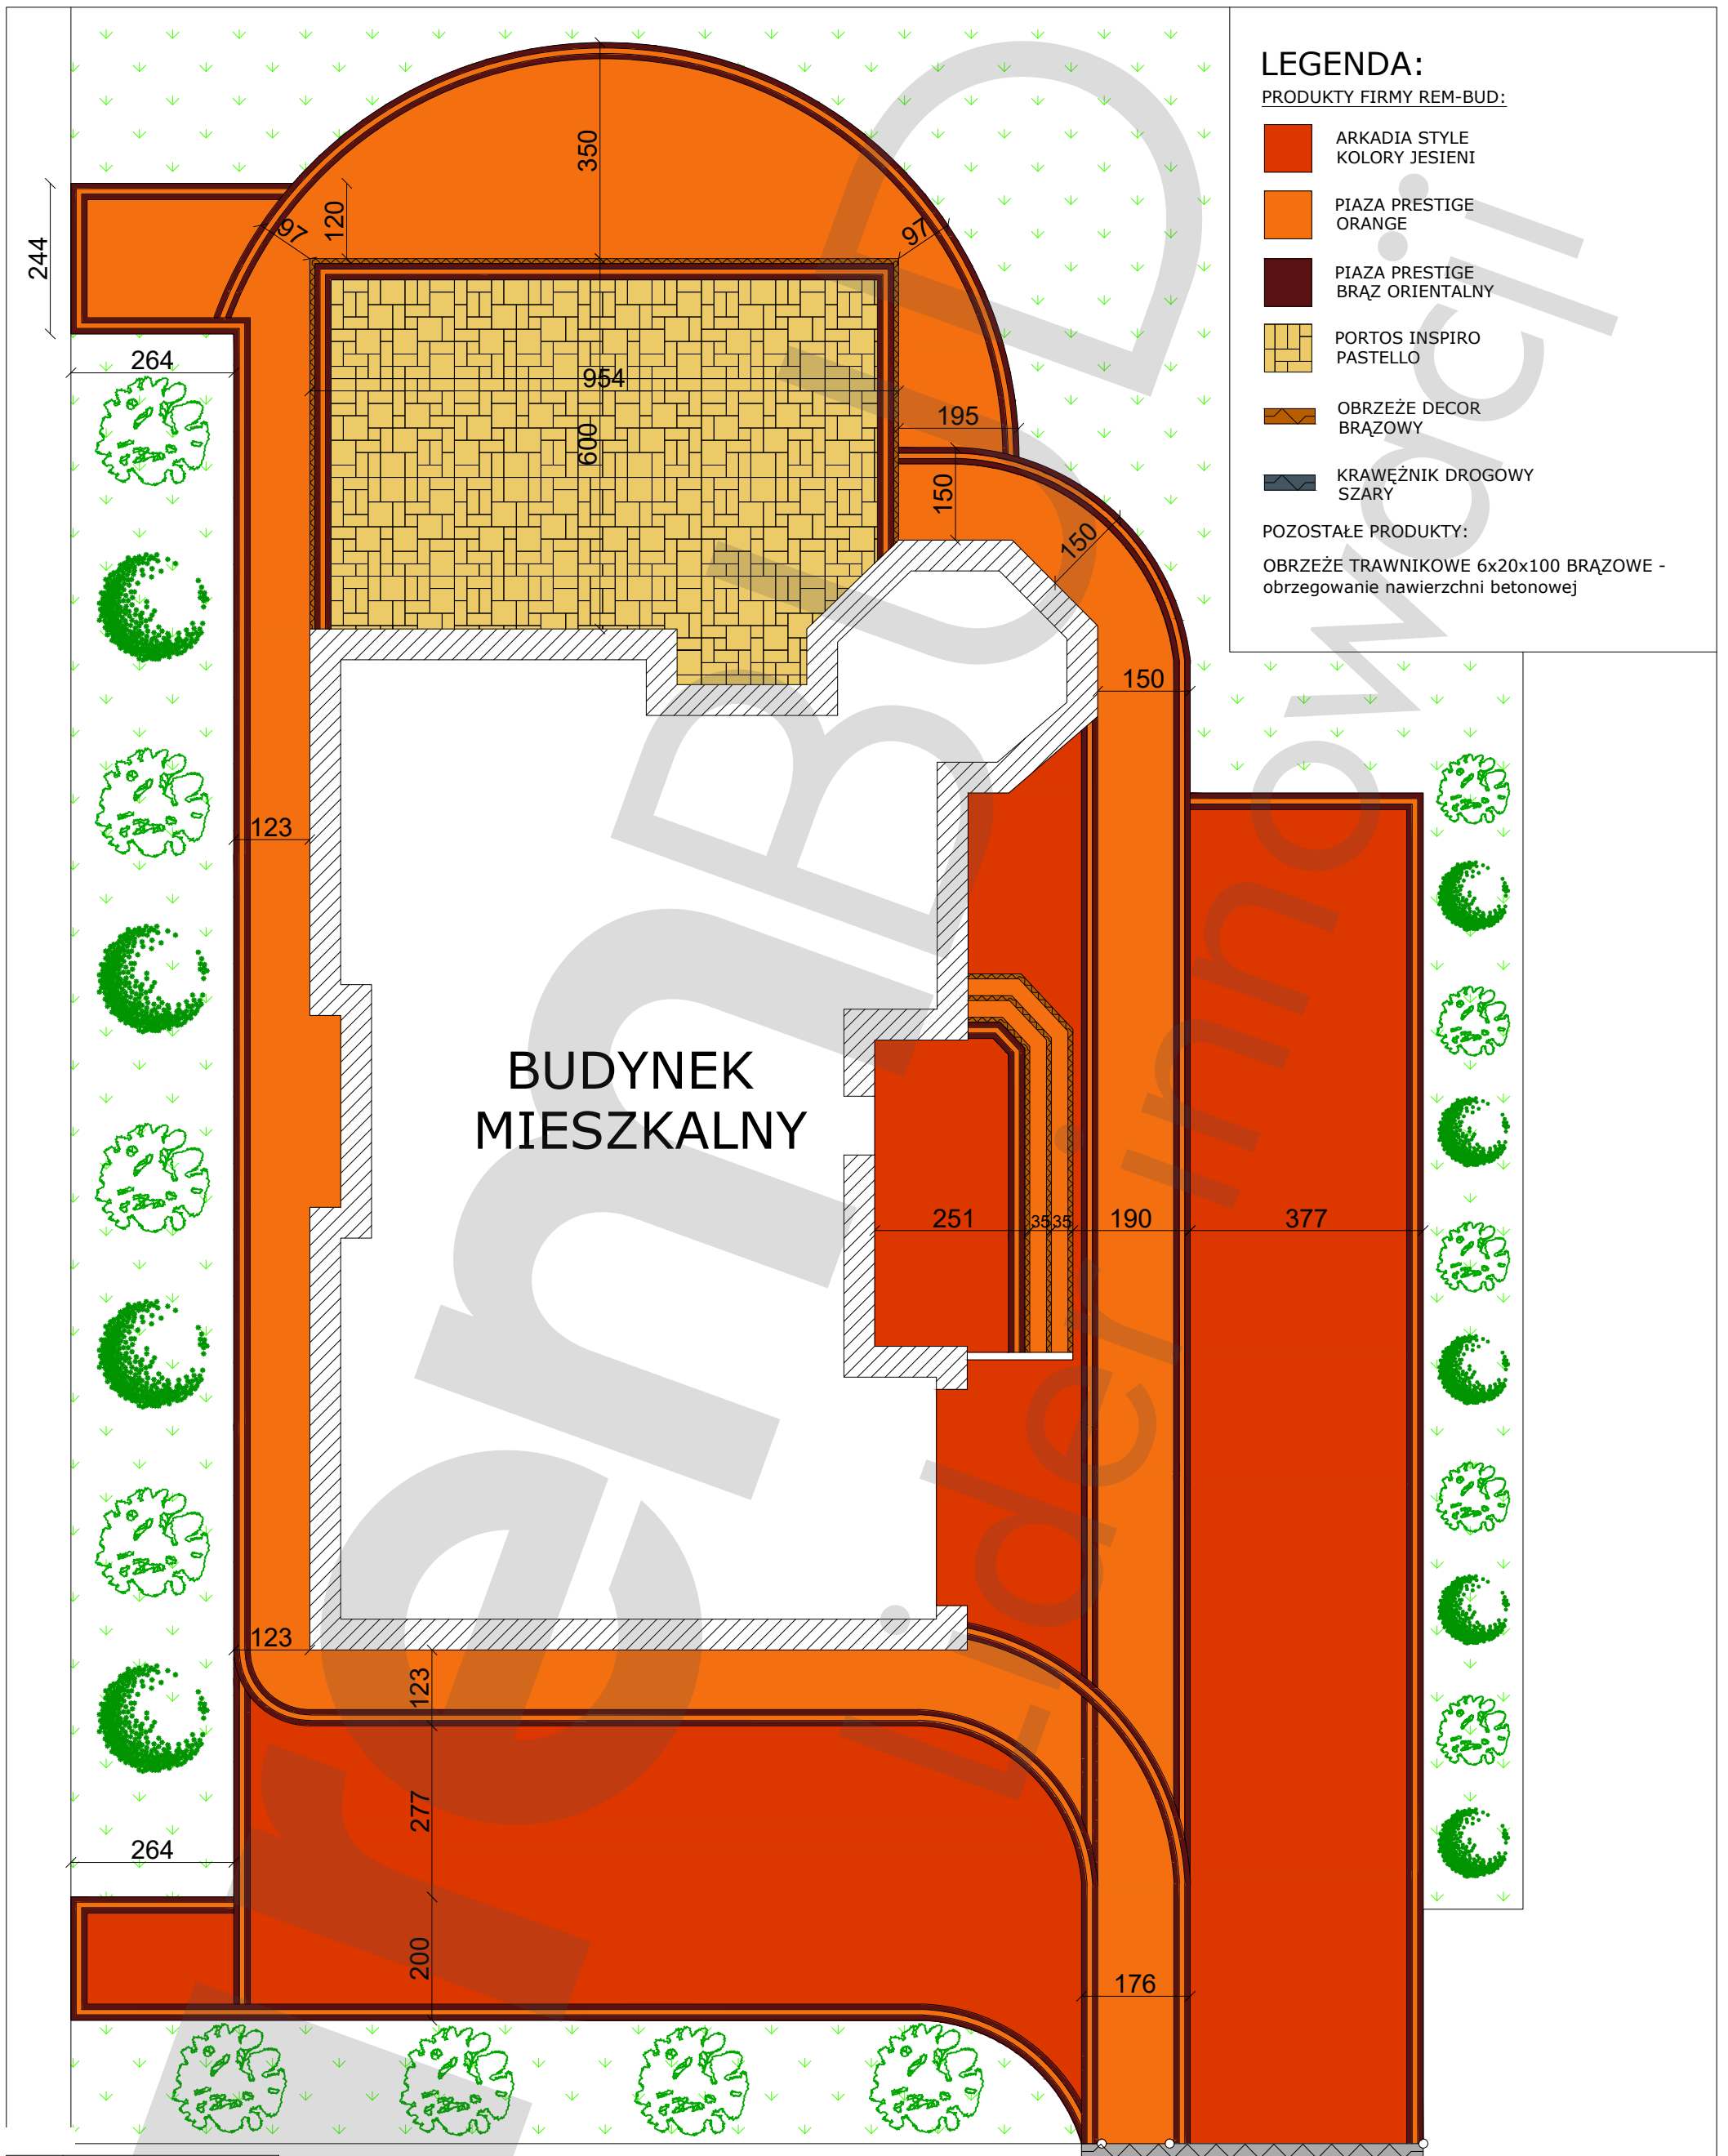 LEGENDA:
PRODUKTY FIRMY REM-BUD:
ARKADIA STYLE
KOLORY JESIENI
PIAZA PRESTIGE
ORANGE
PIAZA PRESTIGE
BRĄZ ORIENTALNY
PORTOS INSPIRO
PASTELLO
OBRZEŻE DECOR
BRĄZOWY
KRAWĘŻNIK DROGOWY
SZARY
POZOSTAŁE PRODUKTY:
OBRZEŻE TRAWNIKOWE 6x20x100 BRĄZOWE -
obrzegowanie nawierzchni betonowej
350
120
97
97
244
264
954
600
195
150
150
150
123
BUDYNEK
MIESZKALNY
251
35
35
190
377
123
123
277
264
200
176
remBuD
Lider innowacji